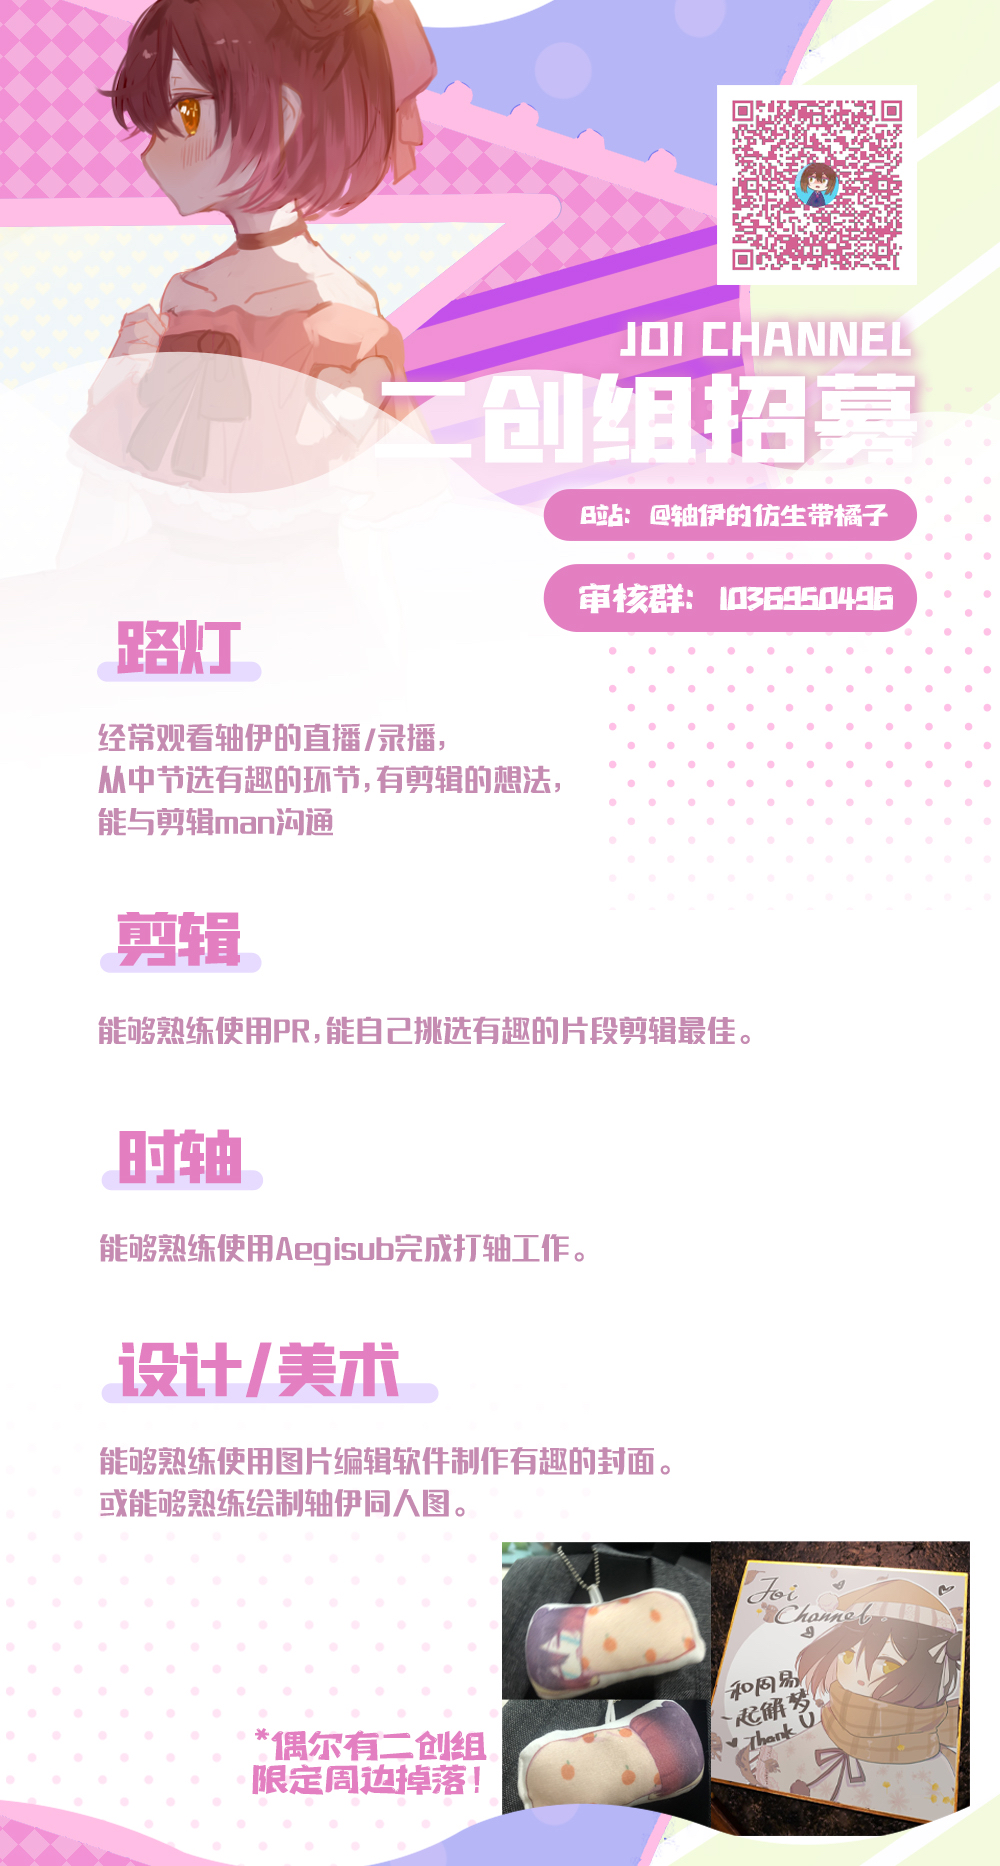 JOI CHANNEL
二创组招募
B站：@轴伊的仿生带橘子
审核群：1036950496
路灯
经常观看轴伊的直播/录播，
从中节选有趣的环节，有剪辑的想法，
能与剪辑man沟通
剪辑
能够熟练使用PR，能自己挑选有趣的片段剪辑最佳。
时轴
能够熟练使用Aegisub完成打轴工作。
设计/美术
能够熟练使用图片编辑软件制作有趣的封面。
或能够熟练绘制轴伊同人图。
*偶尔有二创组
限定周边掉落！
Joi
Channel
和周易
一起解梦
Thank U